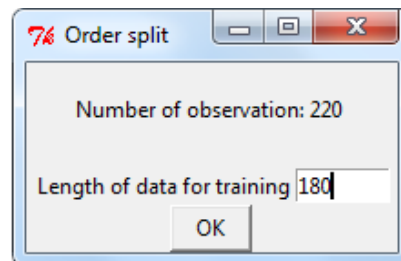 Order split
Number of observation: 220
Length of data for training 180
OK